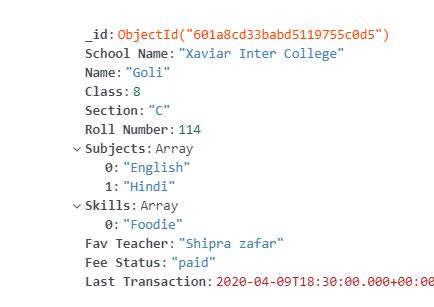 _id: ObjectId("601a8cd33babd5119755c0d5")
School Name: "Xaviar Inter College"
Name: "Goli"
Class: 8
Section: "C"
Roll Number: 114
Subjects: Array
0: "English"
1: "Hindi"
Skills: Array
0: "Foodie"
Fav Teacher: "Shipra zafar"
Fee Status: "paid"
Last Transaction: 2020-04-09T18:30:00.000+00:00